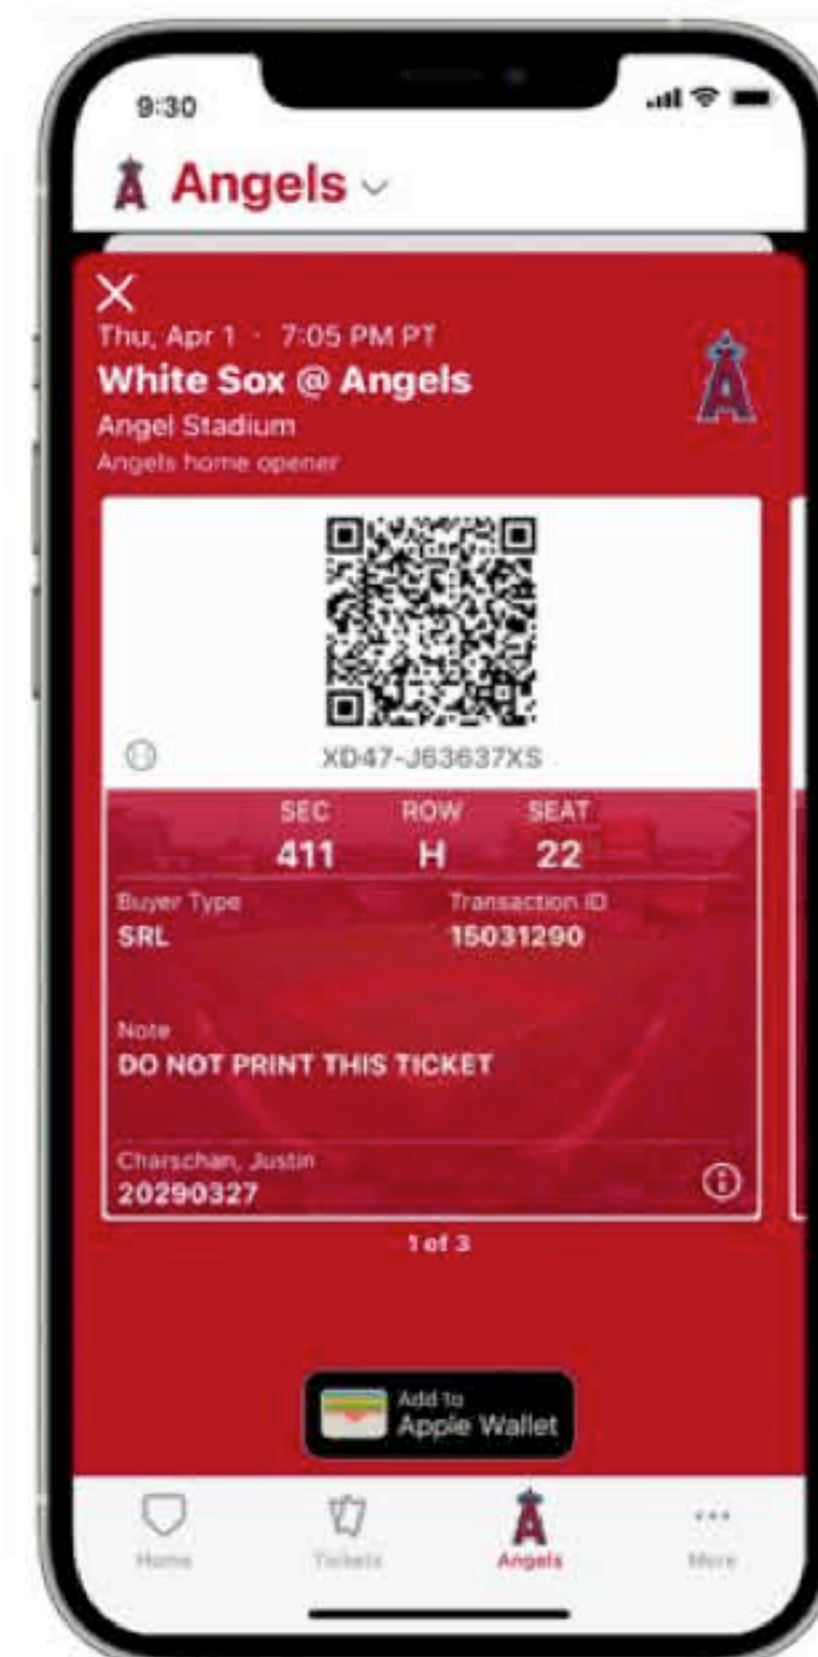 9:30
Angels
Thu, Apr 1 · 7:05 PM PT
White Sox @ Angels
Angel Stadium
Angels home opener
XD47-J63637XS
SEC ROW SEAT
411 H 22
Buyer Type Transaction ID
SRL 15031290
Note
DO NOT PRINT THIS TICKET
Charschan, Justin
20290327
1 of 3
Add to
Apple Wallet
Home Tickets Angels More